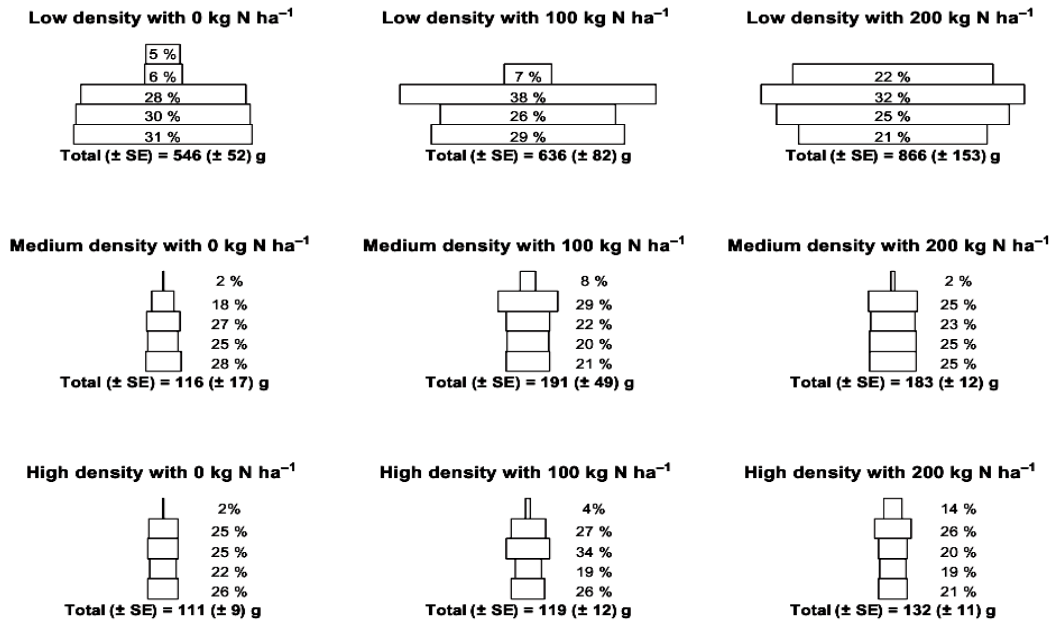 Low density with 0 kg N ha⁻¹
5 %
6 %
28 %
30 %
31 %
Total (± SE) = 546 (± 52) g
Low density with 100 kg N ha⁻¹
7 %
38 %
26 %
29 %
Total (± SE) = 636 (± 82) g
Low density with 200 kg N ha⁻¹
22 %
32 %
25 %
21 %
Total (± SE) = 866 (± 153) g
Medium density with 0 kg N ha⁻¹
2 %
18 %
27 %
25 %
28 %
Total (± SE) = 116 (± 17) g
Medium density with 100 kg N ha⁻¹
8 %
29 %
22 %
20 %
21 %
Total (± SE) = 191 (± 49) g
Medium density with 200 kg N ha⁻¹
2 %
25 %
23 %
25 %
25 %
Total (± SE) = 183 (± 12) g
High density with 0 kg N ha⁻¹
2%
25 %
25 %
22 %
26 %
Total (± SE) = 111 (± 9) g
High density with 100 kg N ha⁻¹
4%
27 %
34 %
19 %
26 %
Total (± SE) = 119 (± 12) g
High density with 200 kg N ha⁻¹
14 %
26 %
20 %
19 %
21 %
Total (± SE) = 132 (± 11) g